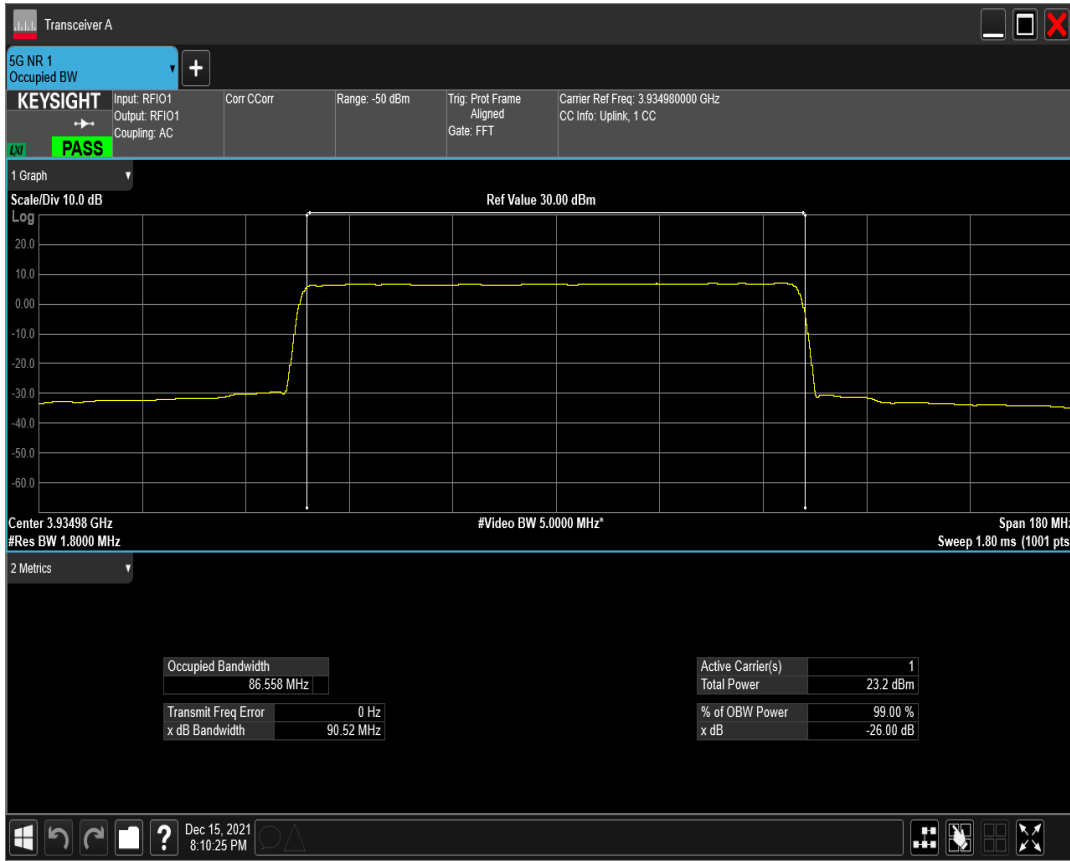 Transceiver A
5G NR 1
Occupied BW
KEYSIGHT
Input: RFIO1
Output: RFIO1
Coupling: AC
Corr CCorr
Range: -50 dBm
Trig: Prot Frame
Aligned
Gate: FFT
Carrier Ref Freq: 3.934980000 GHz
CC Info: Uplink, 1 CC
LXI
PASS
1 Graph
Scale/Div 10.0 dB
Ref Value 30.00 dBm
Log
20.0
10.0
0.00
-10.0
-20.0
-30.0
-40.0
-50.0
-60.0
Center 3.93498 GHz
#Video BW 5.0000 MHz*
Span 180 MHz
#Res BW 1.8000 MHz
Sweep 1.80 ms (1001 pts
2 Metrics
Occupied Bandwidth
86.558 MHz
Transmit Freq Error 0 Hz
x dB Bandwidth 90.52 MHz
Active Carrier(s) 1
Total Power 23.2 dBm
% of OBW Power 99.00 %
x dB -26.00 dB
?
Dec 15, 2021
8:10:25 PM